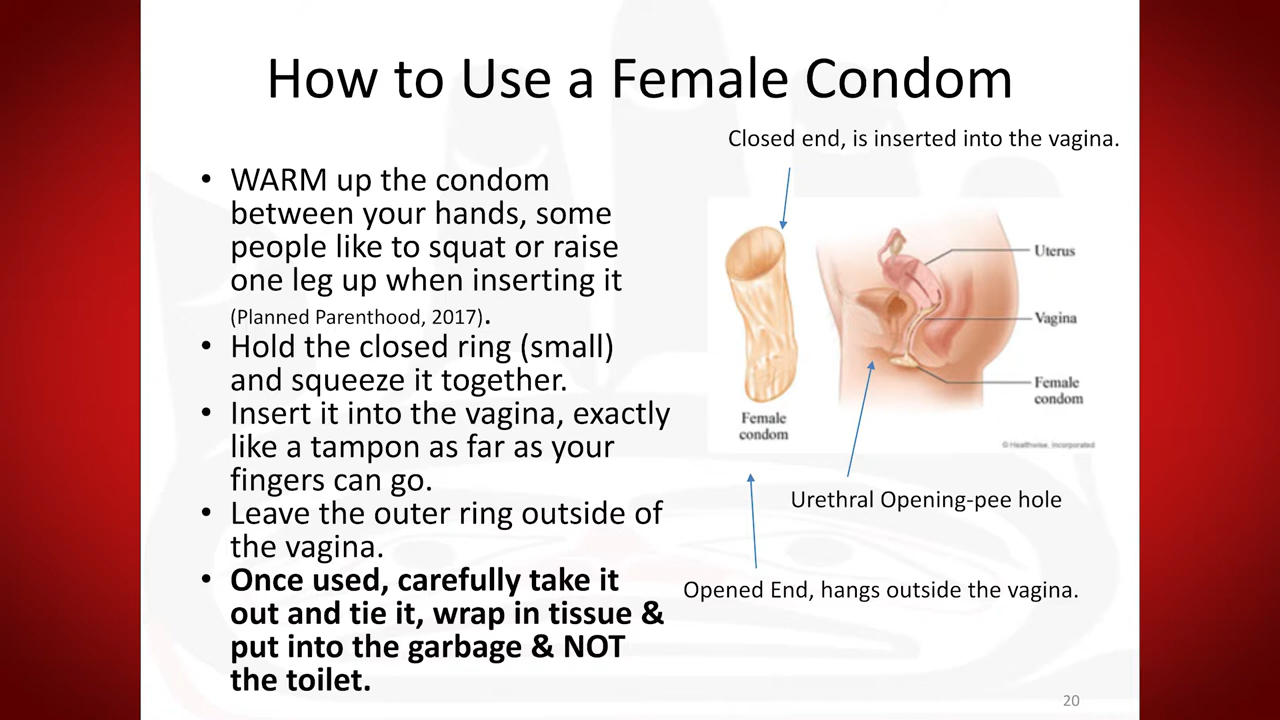 How to Use a Female Condom
Closed end, is inserted into the vagina.
• WARM up the condom
between your hands, some
people like to squat or raise
one leg up when inserting it
(Planned Parenthood, 2017).
• Hold the closed ring (small)
and squeeze it together.
• Insert it into the vagina, exactly
like a tampon as far as your
fingers can go.
• Leave the outer ring outside of
the vagina.
• Once used, carefully take it
out and tie it, wrap in tissue &
put into the garbage & NOT
the toilet.
Uterus
Vagina
Female
condom
Female
condom
© Healthwise, Incorporated
Urethral Opening-pee hole
Opened End, hangs outside the vagina.
20